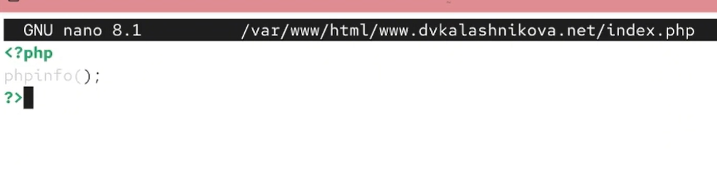 GNU nano 8.1 /var/www/html/www.dvkalashnikova.net/index.php
<?php
phpinfo();
?>